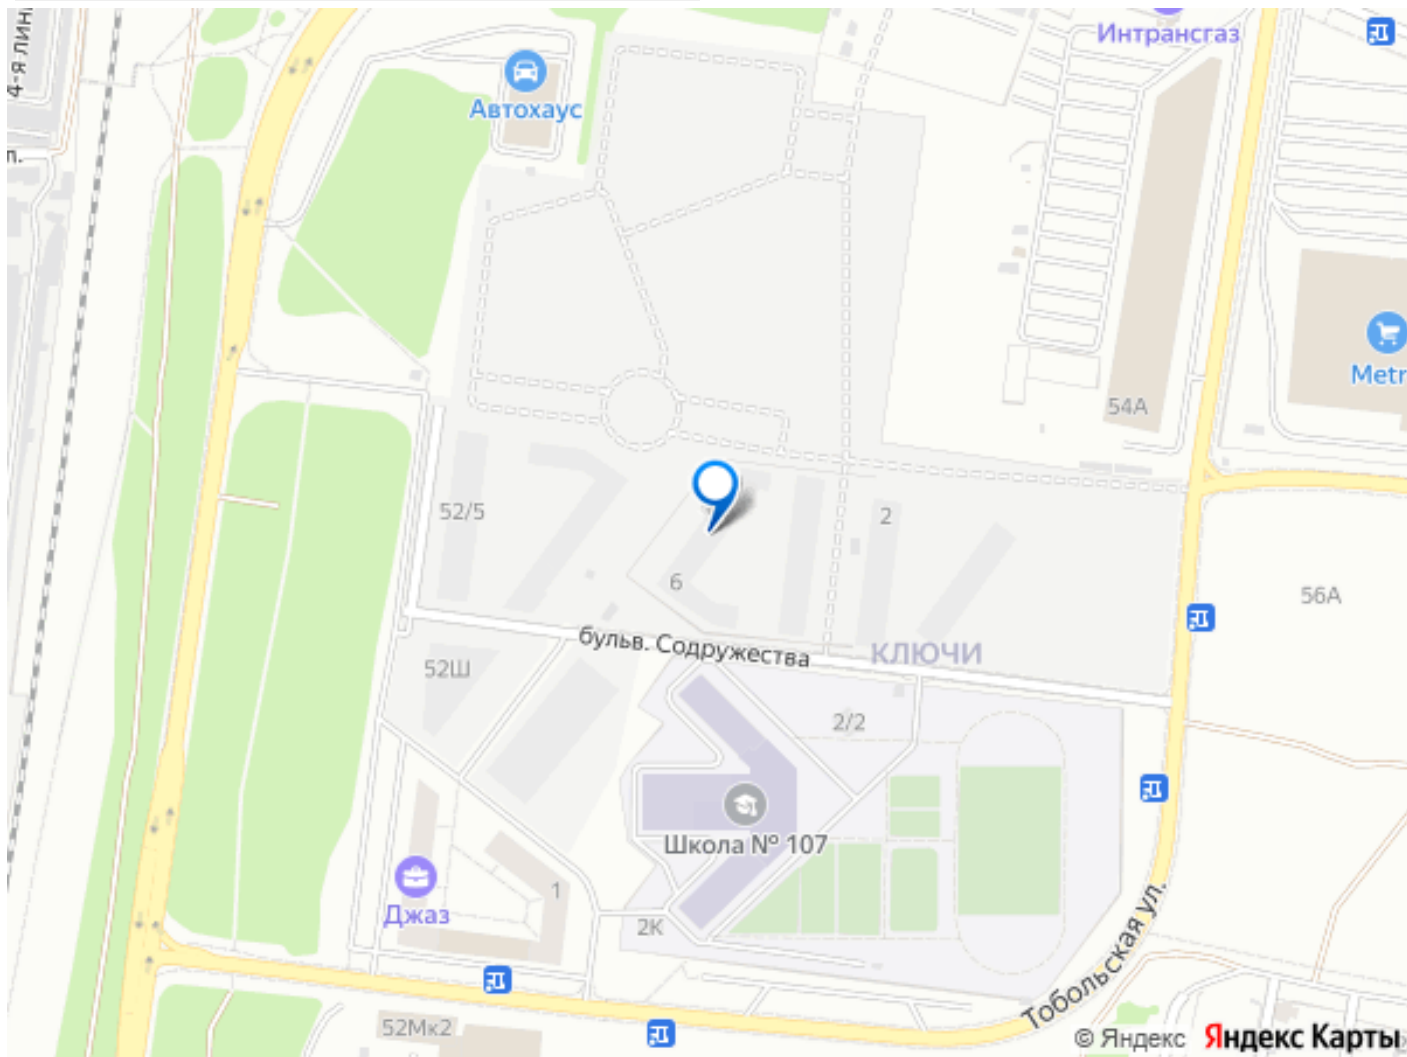 4-я лин
п.
Интрансгаз
Автохаус
Metr
54А
52/5
2
6
56А
бульв. Содружества
КЛЮЧИ
52Ш
2/2
Школа № 107
1
Джаз
2К
Тобольская ул.
52Мк2
© Яндекс Яндекс Карты